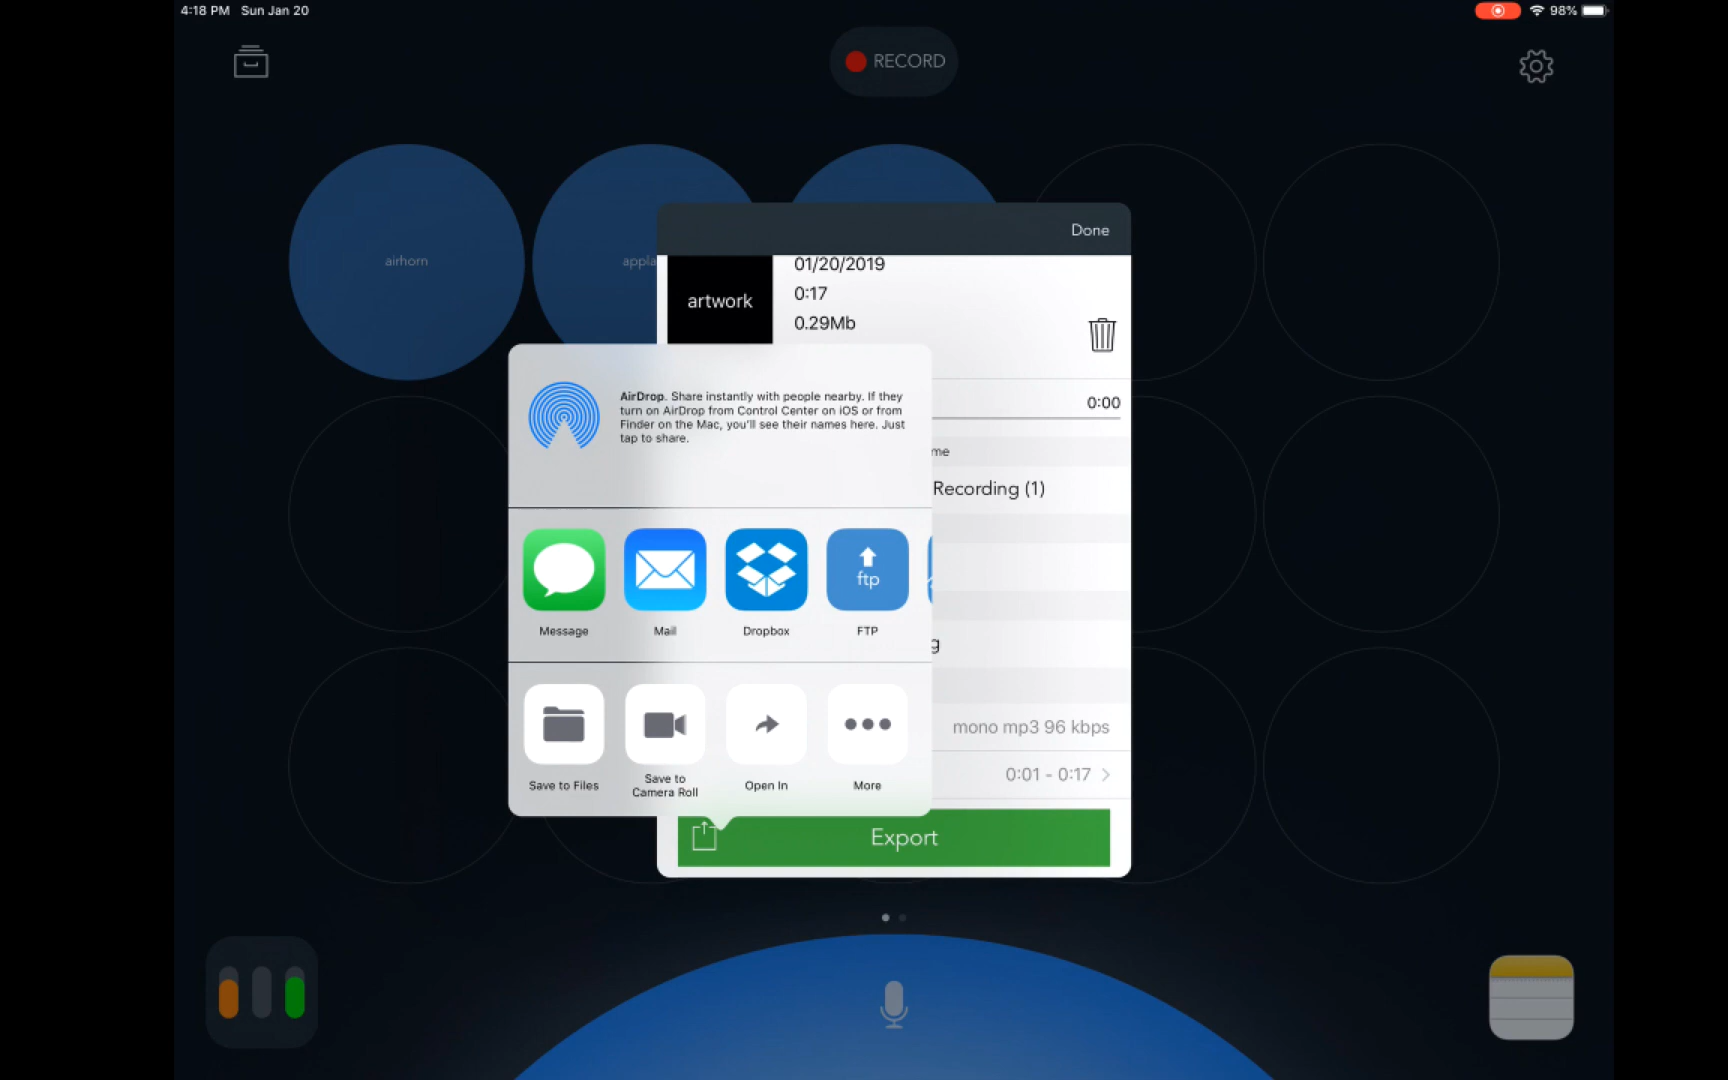 4:18 PM Sun Jan 20
98%
RECORD
airhorn
appla
Done
artwork
01/20/2019
0:17
0.29Mb
0:00
AirDrop. Share instantly with people nearby. If they
turn on AirDrop from Control Center on iOS or from
Finder on the Mac, you'll see their names here. Just
tap to share.
me
Recording (1)
ftp
Message
Mail
Dropbox
FTP
g
mono mp3 96 kbps
0:01 - 0:17
Save to Files
Save to
Camera Roll
Open In
More
Export